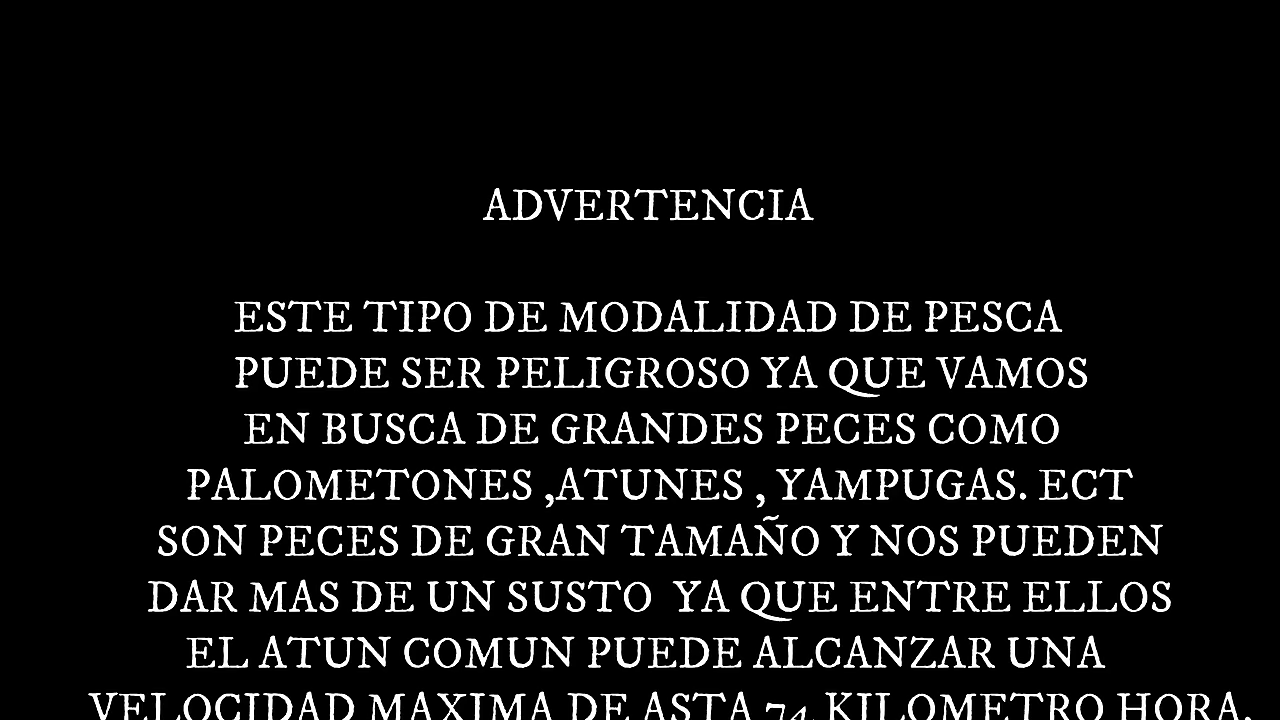 ADVERTENCIA
ESTE TIPO DE MODALIDAD DE PESCA
PUEDE SER PELIGROSO YA QUE VAMOS
EN BUSCA DE GRANDES PECES COMO
PALOMETONES ,ATUNES , YAMPUGAS. ECT
SON PECES DE GRAN TAMAÑO Y NOS PUEDEN
DAR MAS DE UN SUSTO YA QUE ENTRE ELLOS
EL ATUN COMUN PUEDE ALCANZAR UNA
VELOCIDAD MAXIMA DE ASTA 74 KILOMETRO HORA.